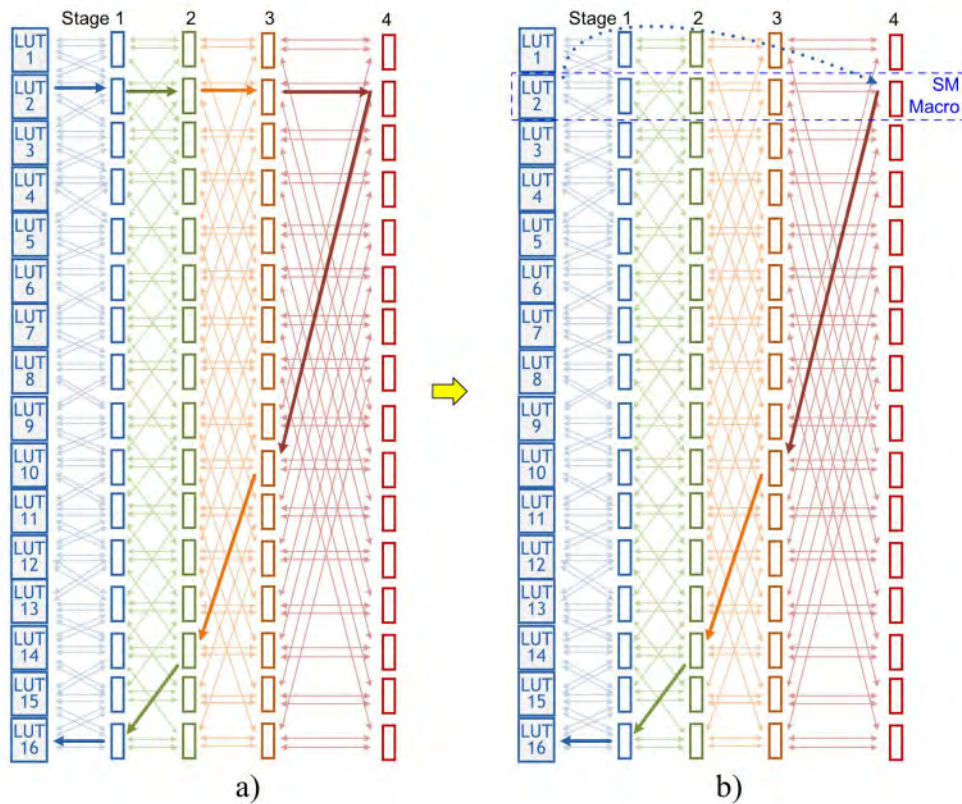 Stage 1 2 3 4
LUT
1
LUT
2
LUT
3
LUT
4
LUT
5
LUT
6
LUT
7
LUT
8
LUT
9
LUT
10
LUT
11
LUT
12
LUT
13
LUT
14
LUT
15
LUT
16
a)
Stage 1 2 3 4
LUT
1
LUT
2
SM
Macro
LUT
3
LUT
4
LUT
5
LUT
6
LUT
7
LUT
8
LUT
9
LUT
10
LUT
11
LUT
12
LUT
13
LUT
14
LUT
15
LUT
16
b)